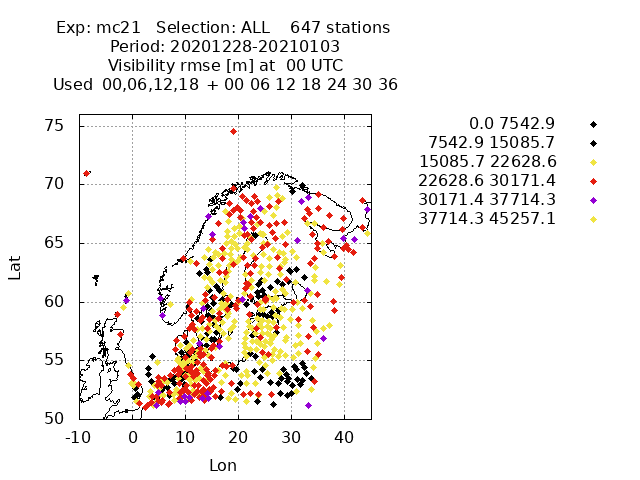 Exp: mc21 Selection: ALL 647 stations
Period: 20201228-20210103
Visibility rmse [m] at 00 UTC
Used 00,06,12,18 + 00 06 12 18 24 30 36
0.0 7542.9
7542.9 15085.7
15085.7 22628.6
22628.6 30171.4
30171.4 37714.3
37714.3 45257.1
75
70
65
60
55
50
Lat
-10 0 10 20 30 40
Lon